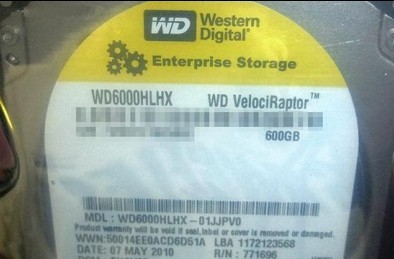 WD Western
Digital®
Enterprise Storage
WD6000HLHX WD VelociRaptor™
600GB
MDL: WD6000HLHX-01JJPV0
Product warranty will be void if seal, label or cover is removed or damaged.
WWN: 50014EE0ACD6D51A LBA 1172123568
DATE: 07 MAY 2010 R/N: 771696